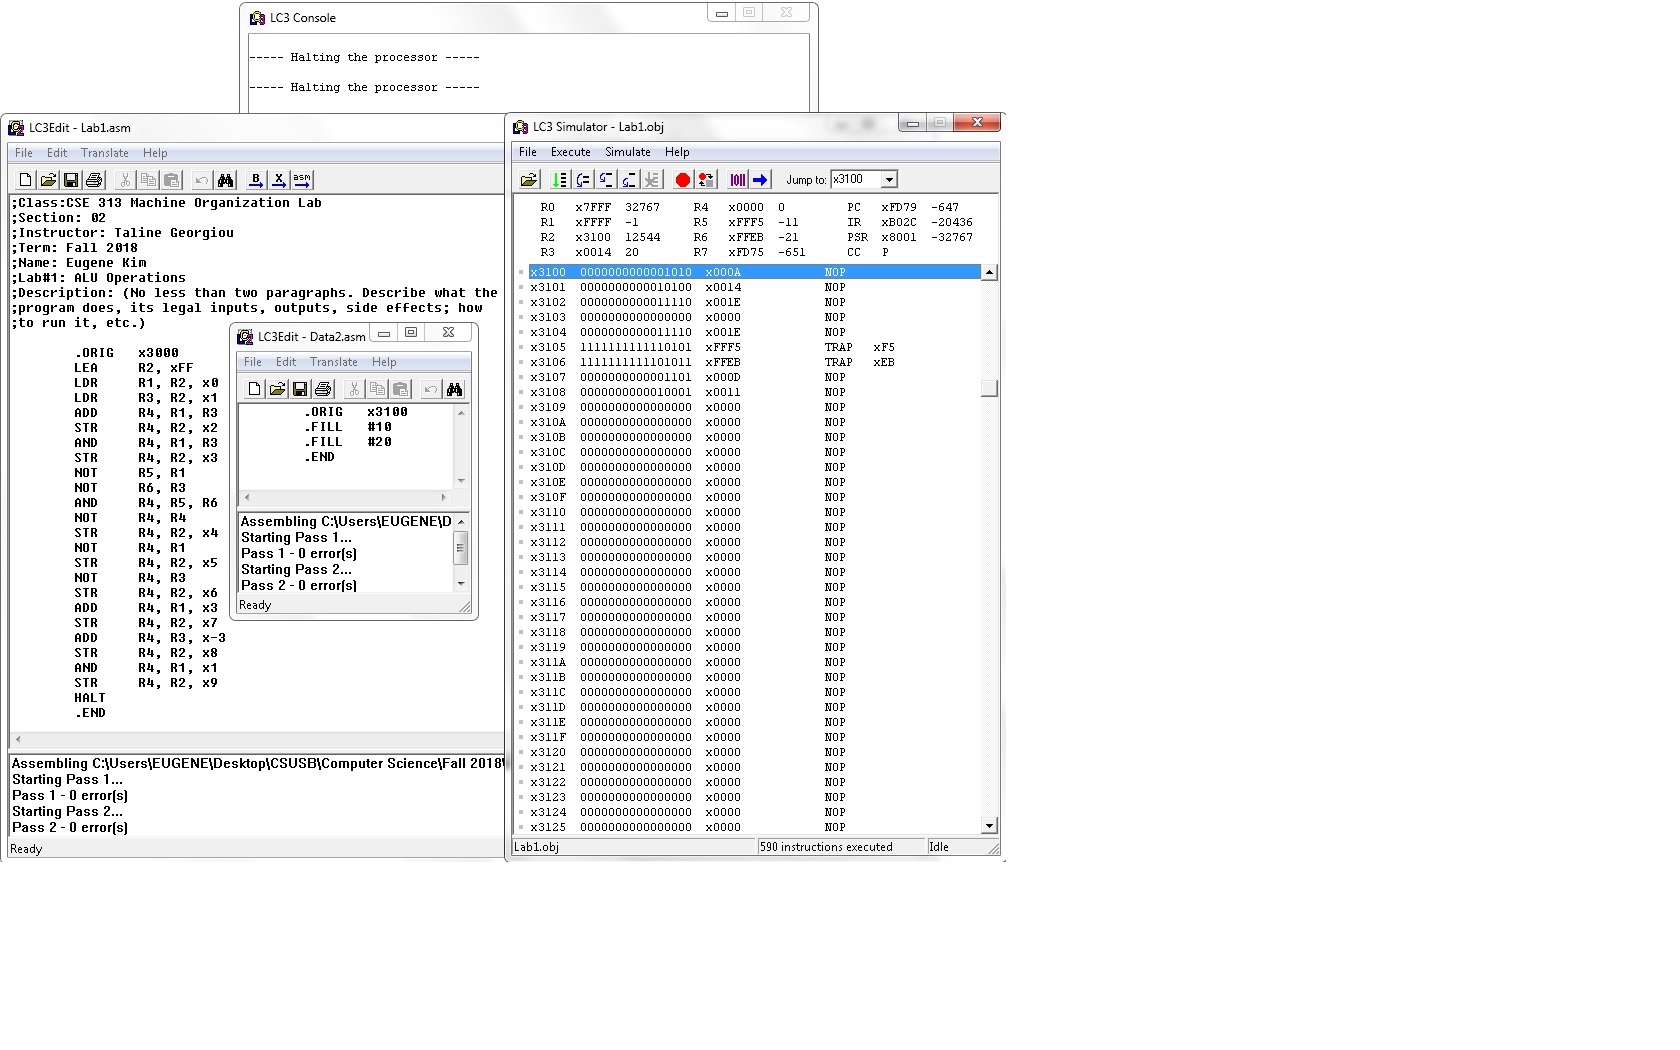 LC3 Console
----- Halting the processor -----
----- Halting the processor -----
LC3Edit - Lab1.asm
File Edit Translate Help
B X asm
;Class:CSE 313 Machine Organization Lab
;Section: 02
;Instructor: Taline Georgiou
;Term: Fall 2018
;Name: Eugene Kim
;Lab#1: ALU Operations
;Description: (No less than two paragraphs. Describe what the
;program does, its legal inputs, outputs, side effects; how
;to run it, etc.)
.ORIG x3000
LEA R2, xFF
LDR R1, R2, x0
LDR R3, R2, x1
ADD R4, R1, R3
STR R4, R2, x2
AND R4, R1, R3
STR R4, R2, x3
NOT R5, R1
NOT R6, R3
AND R4, R5, R6
NOT R4, R4
STR R4, R2, x4
NOT R4, R1
STR R4, R2, x5
NOT R4, R3
STR R4, R2, x6
ADD R4, R1, x3
STR R4, R2, x7
ADD R4, R3, x-3
STR R4, R2, x8
AND R4, R1, x1
STR R4, R2, x9
HALT
.END
Assembling C:\Users\EUGENE\Desktop\CSUSB\Computer Science\Fall 2018\
Starting Pass 1...
Pass 1 - 0 error(s)
Starting Pass 2...
Pass 2 - 0 error(s)
Ready
LC3Edit - Data2.asm
File Edit Translate Help
.ORIG x3100
.FILL #10
.FILL #20
.END
Assembling C:\Users\EUGENE\D
Starting Pass 1...
Pass 1 - 0 error(s)
Starting Pass 2...
Pass 2 - 0 error(s)
Ready
LC3 Simulator - Lab1.obj
File Execute Simulate Help
Jump to: x3100
R0 x7FFF 32767 R4 x0000 0 PC xFD79 -647
R1 xFFFF -1 R5 xFFF5 -11 IR xB02C -20436
R2 x3100 12544 R6 xFFEB -21 PSR x8001 -32767
R3 x0014 20 R7 xFD75 -651 CC P
x3100 0000000000001010 x000A NOP
x3101 0000000000010100 x0014 NOP
x3102 0000000000011110 x001E NOP
x3103 0000000000000000 x0000 NOP
x3104 0000000000011110 x001E NOP
x3105 1111111111110101 xFFF5 TRAP xF5
x3106 1111111111101011 xFFEB TRAP xEB
x3107 0000000000001101 x000D NOP
x3108 0000000000010001 x0011 NOP
x3109 0000000000000000 x0000 NOP
x310A 0000000000000000 x0000 NOP
x310B 0000000000000000 x0000 NOP
x310C 0000000000000000 x0000 NOP
x310D 0000000000000000 x0000 NOP
x310E 0000000000000000 x0000 NOP
x310F 0000000000000000 x0000 NOP
x3110 0000000000000000 x0000 NOP
x3111 0000000000000000 x0000 NOP
x3112 0000000000000000 x0000 NOP
x3113 0000000000000000 x0000 NOP
x3114 0000000000000000 x0000 NOP
x3115 0000000000000000 x0000 NOP
x3116 0000000000000000 x0000 NOP
x3117 0000000000000000 x0000 NOP
x3118 0000000000000000 x0000 NOP
x3119 0000000000000000 x0000 NOP
x311A 0000000000000000 x0000 NOP
x311B 0000000000000000 x0000 NOP
x311C 0000000000000000 x0000 NOP
x311D 0000000000000000 x0000 NOP
x311E 0000000000000000 x0000 NOP
x311F 0000000000000000 x0000 NOP
x3120 0000000000000000 x0000 NOP
x3121 0000000000000000 x0000 NOP
x3122 0000000000000000 x0000 NOP
x3123 0000000000000000 x0000 NOP
x3124 0000000000000000 x0000 NOP
x3125 0000000000000000 x0000 NOP
Lab1.obj 590 instructions executed Idle